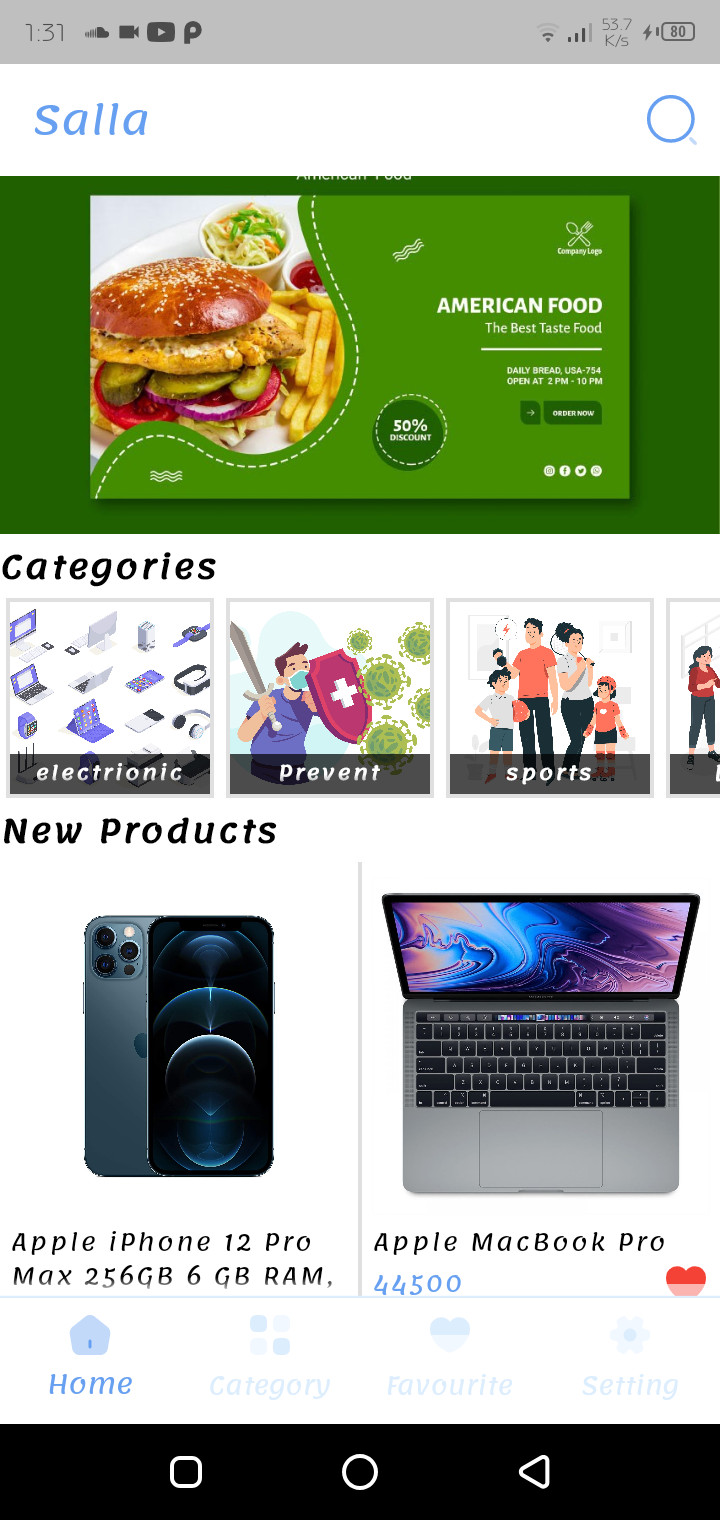 1:31
53.7
K/s
80
Salla
American Food
Company Logo
AMERICAN FOOD
The Best Taste Food
DAILY BREAD, USA-754
OPEN AT 2 PM - 10 PM
ORDER NOW
50%
DISCOUNT
Categories
electrionic
Prevent
sports
New Products
Apple iPhone 12 Pro
Max 256GB 6 GB RAM,
Apple MacBook Pro
44500
Home
Category
Favourite
Setting